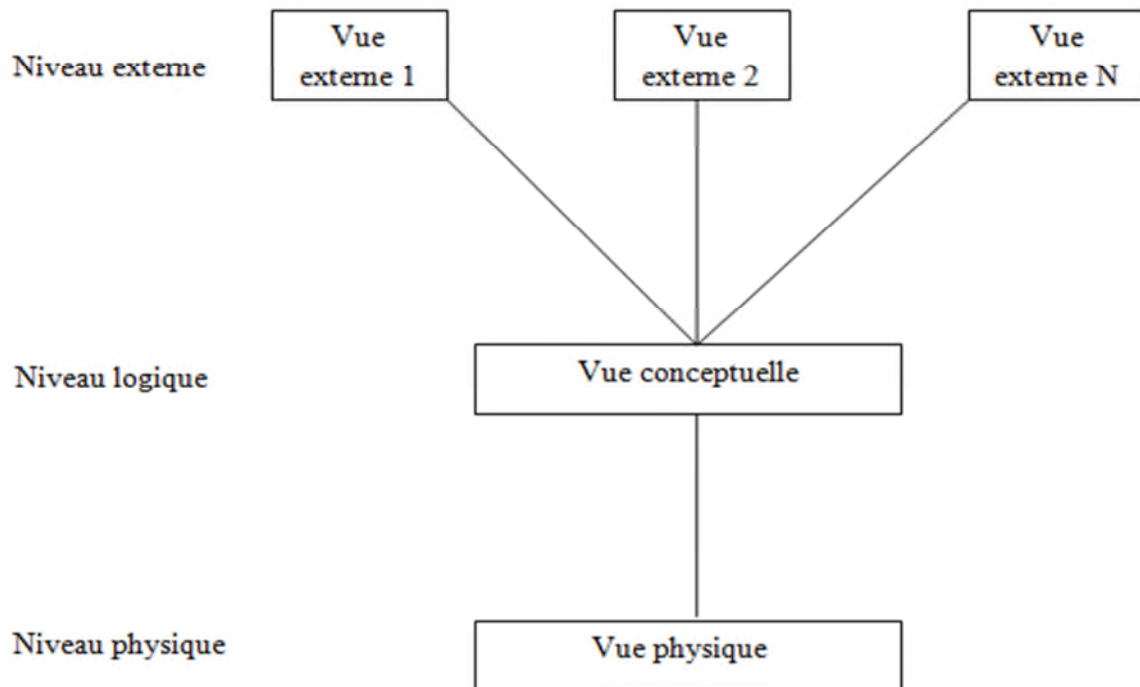 Niveau externe
Vue
externe 1
Vue
externe 2
Vue
externe N
Niveau logique
Vue conceptuelle
Niveau physique
Vue physique